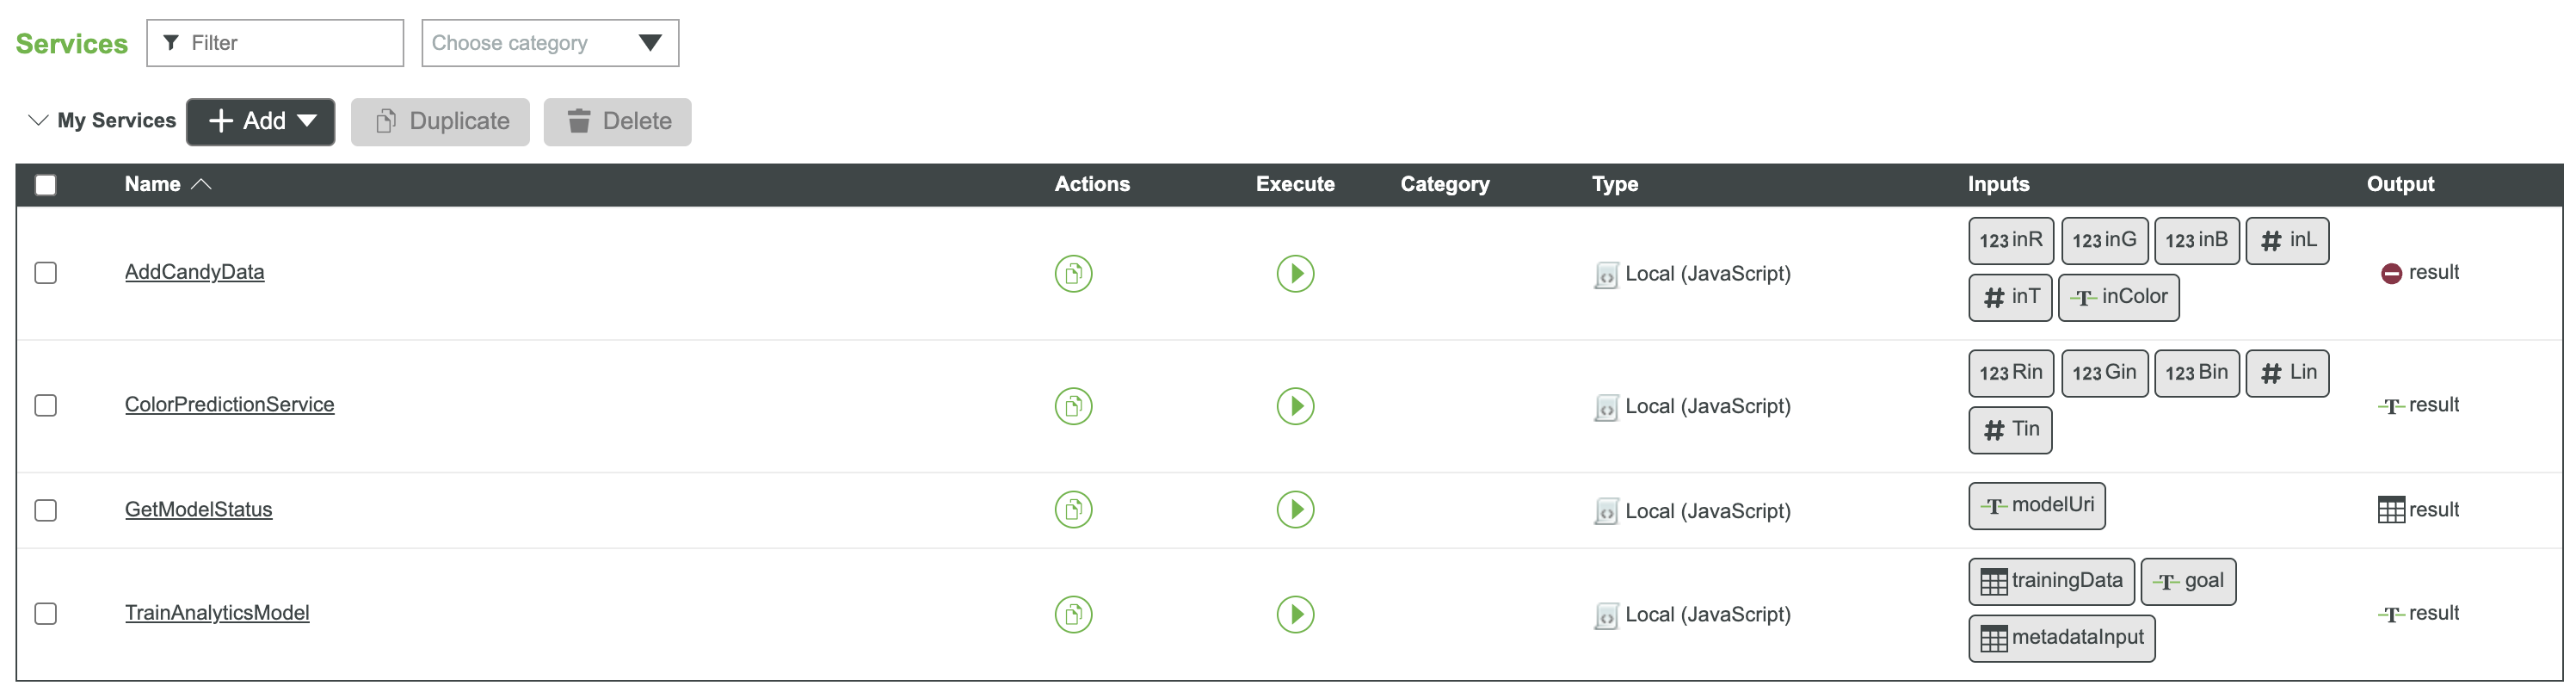 Services Filter Choose category
My Services + Add Duplicate Delete
Name Actions Execute Category Type Inputs Output
AddCandyData Local (JavaScript) 123 inR 123 inG 123 inB # inL result
# inT T inColor
ColorPredictionService Local (JavaScript) 123 Rin 123 Gin 123 Bin # Lin T result
# Tin
GetModelStatus Local (JavaScript) T modelUri result
TrainAnalyticsModel Local (JavaScript) trainingData T goal T result
metadataInput